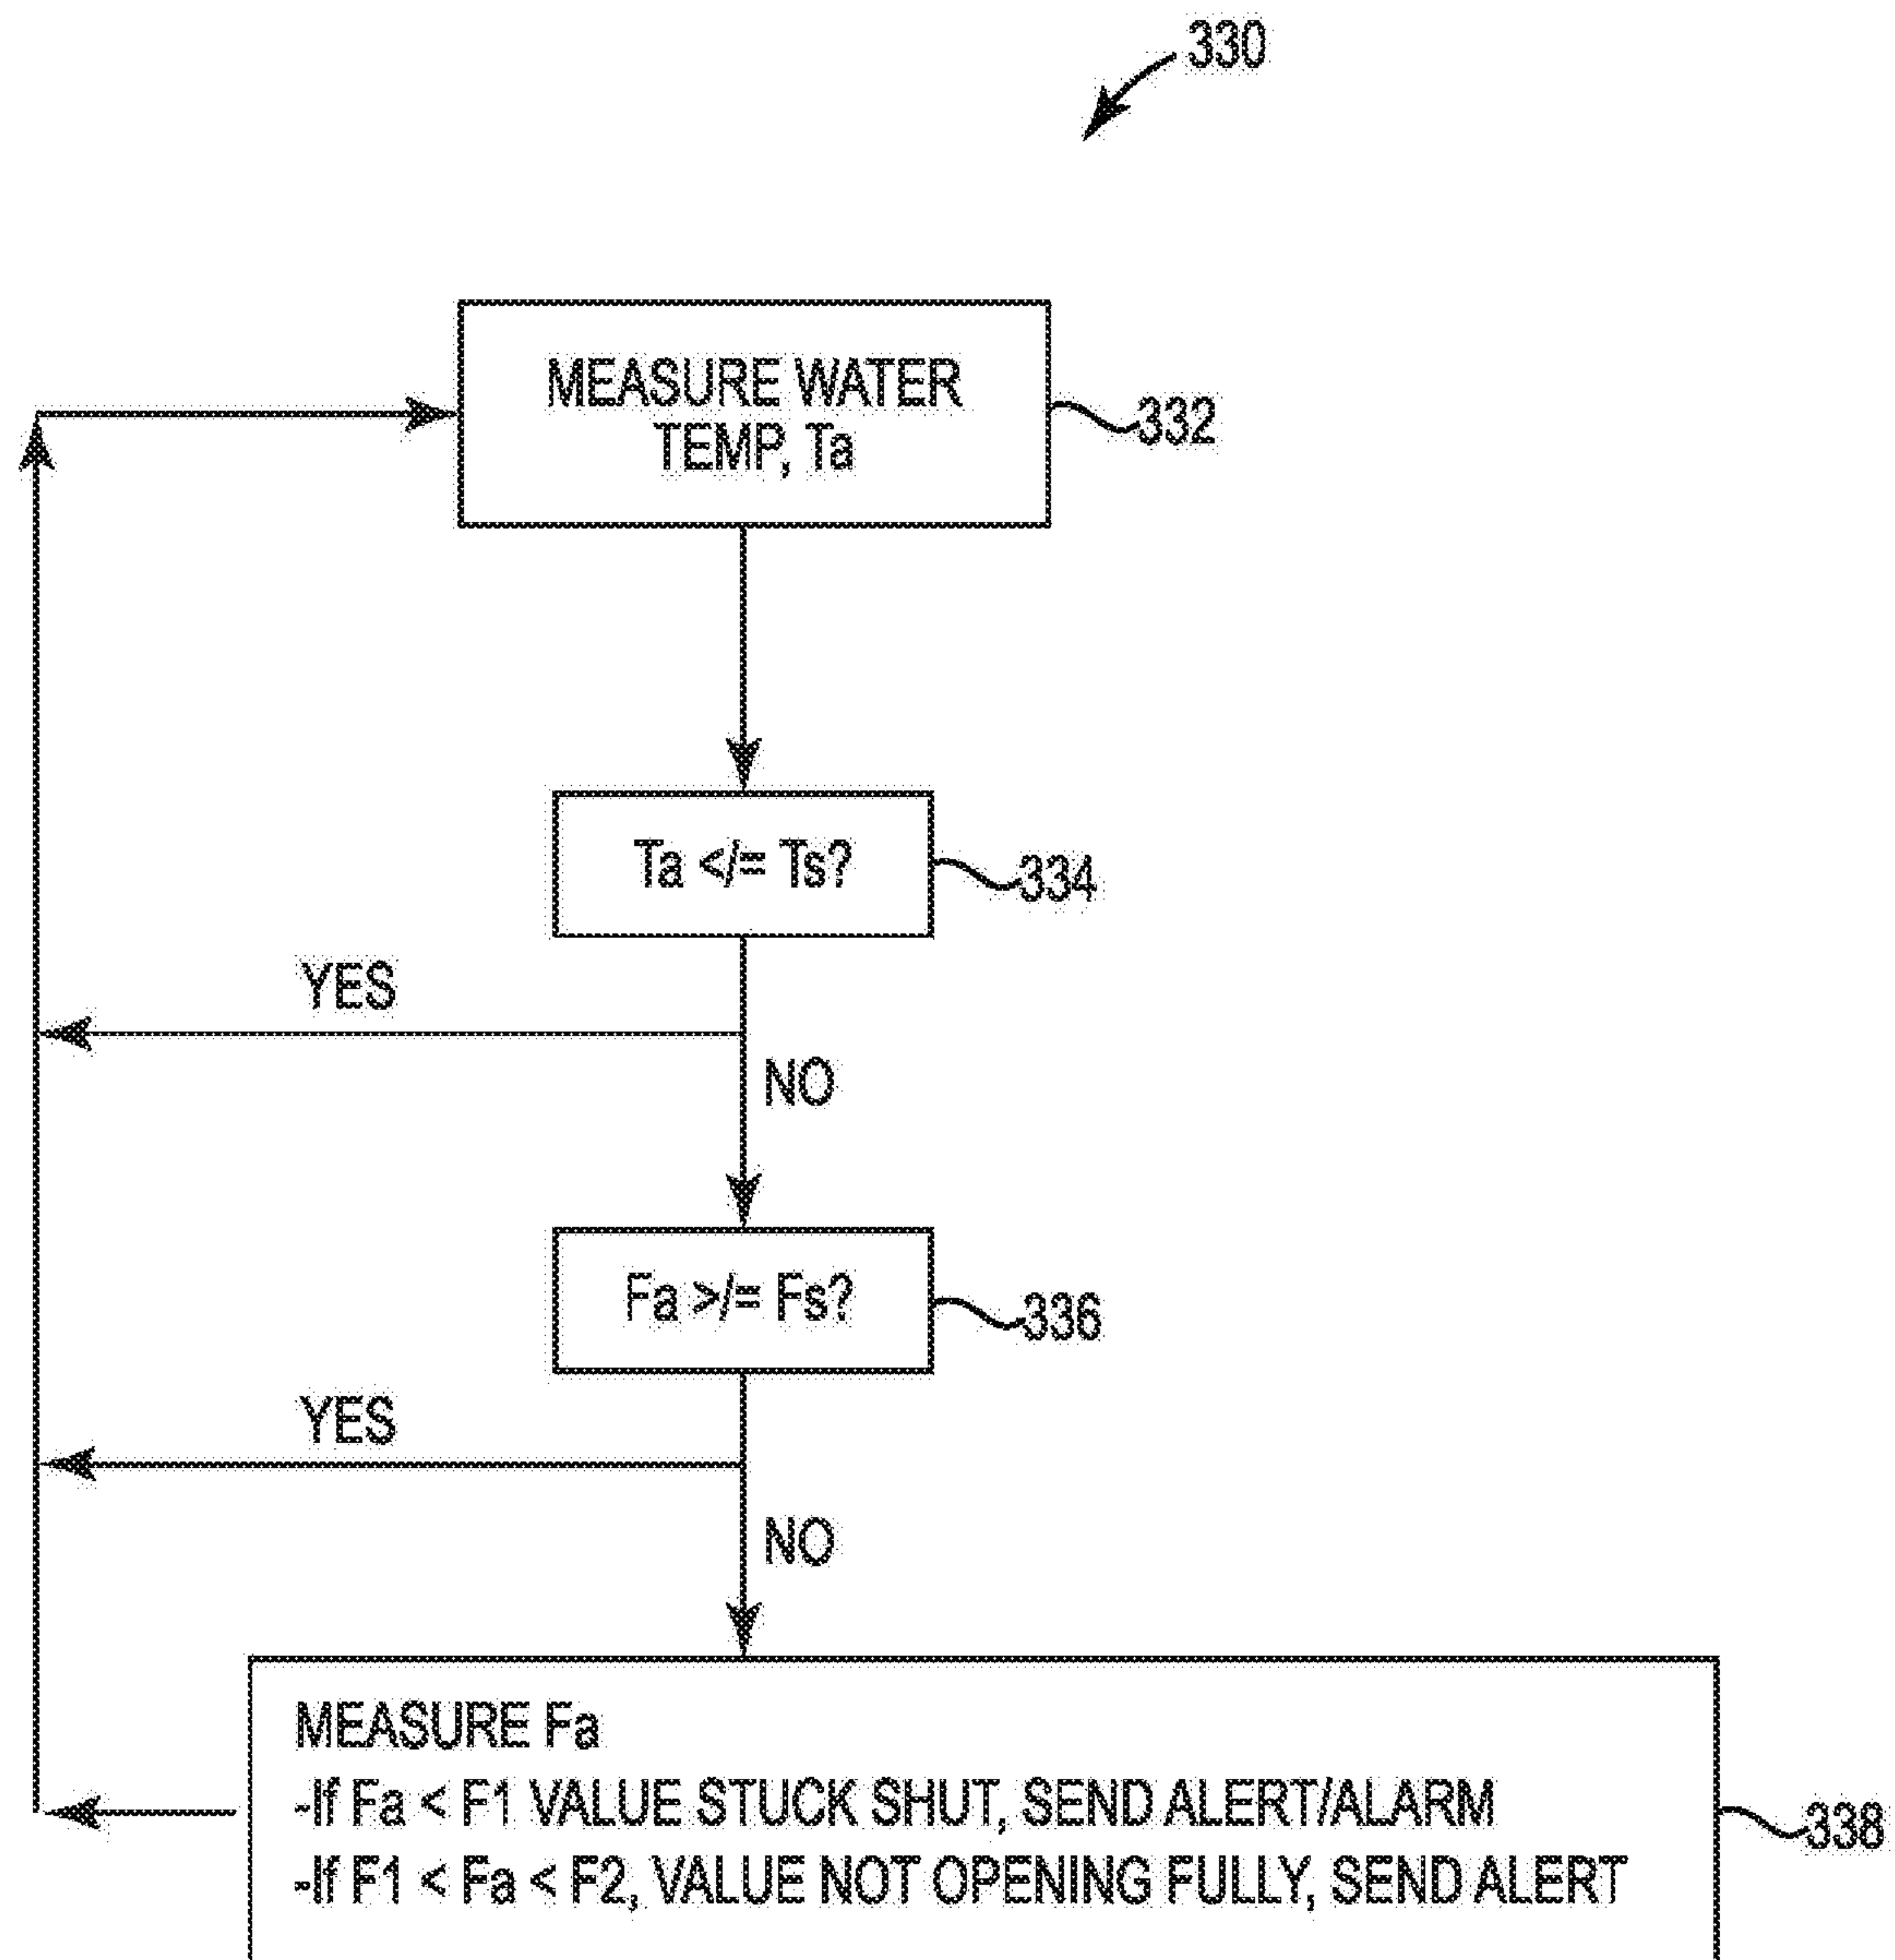 330
MEASURE WATER
TEMP, Ta
332
Ta </= Ts?
334
YES
NO
Fa >/= Fs?
336
YES
NO
MEASURE Fa
-If Fa < F1 VALUE STUCK SHUT, SEND ALERT/ALARM
-If F1 < Fa < F2, VALUE NOT OPENING FULLY, SEND ALERT
338